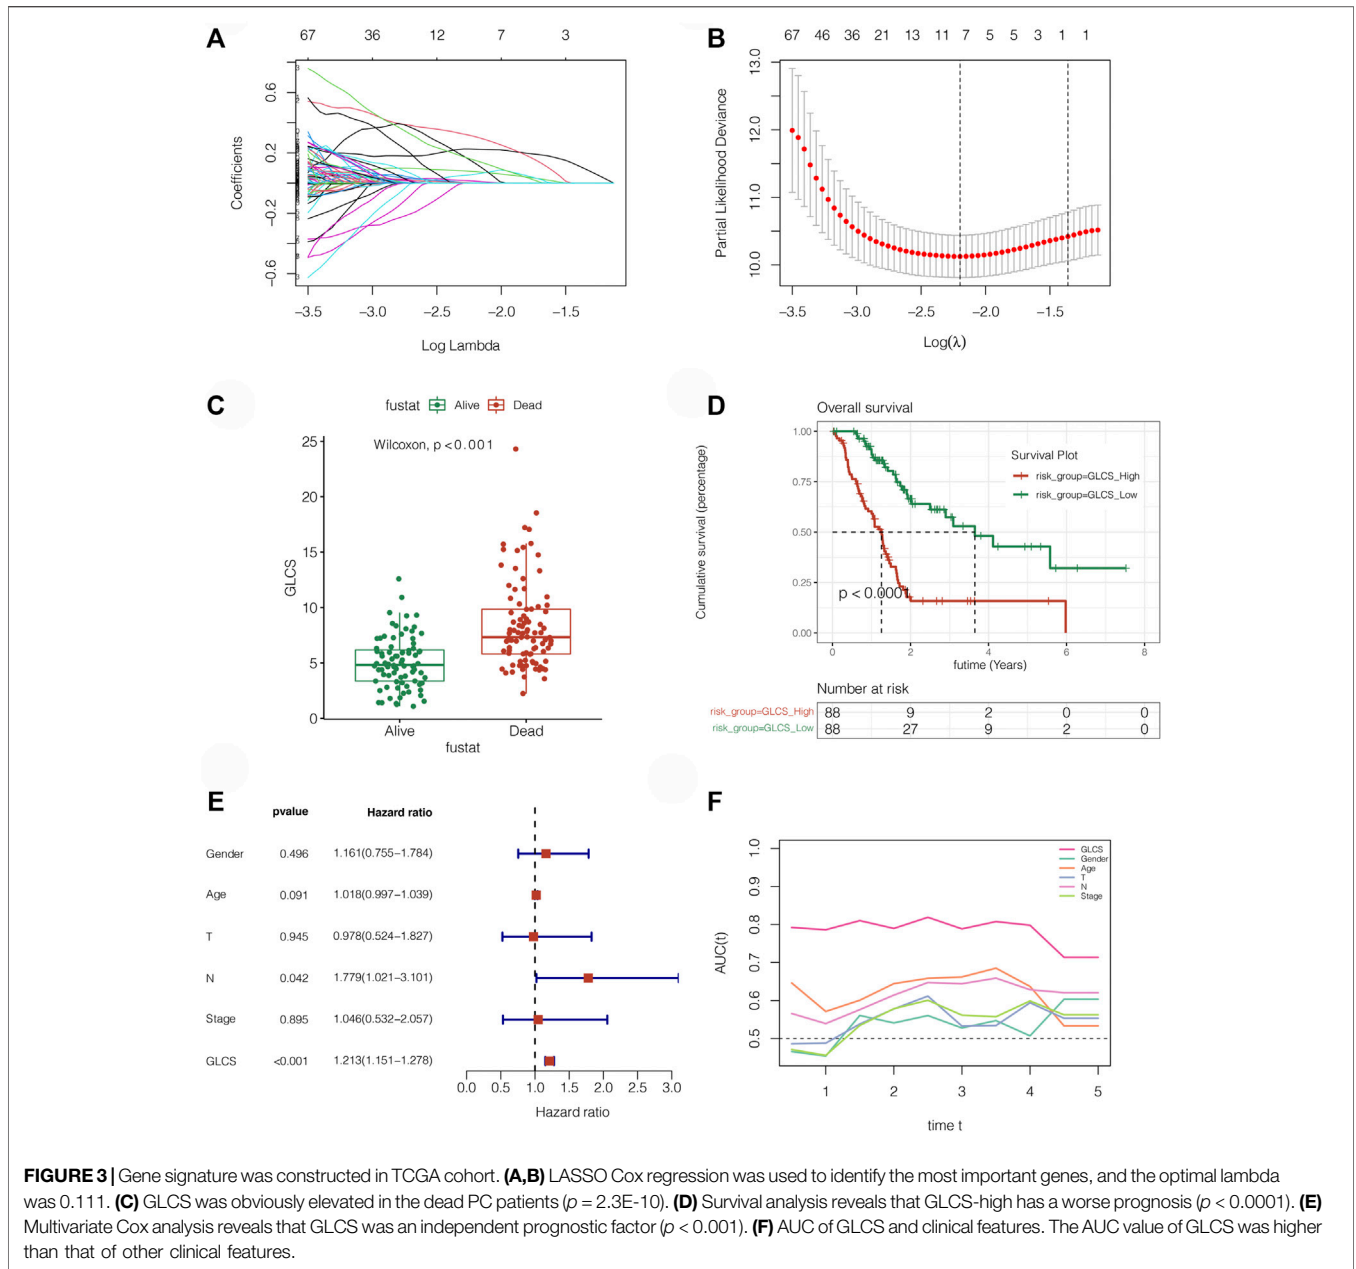 A
67 36 12 7 3
0.6
0.2
−0.2
−0.6
Coefficients
−3.5 −3.0 −2.5 −2.0 −1.5
Log Lambda
B
67 46 36 21 13 11 7 5 5 3 1 1
13.0
12.0
11.0
10.0
Partial Likelihood Deviance
−3.5 −3.0 −2.5 −2.0 −1.5
Log(λ)
C
fustat Alive Dead
Wilcoxon, p < 0.001
25
20
15
10
5
0
GLCS
Alive Dead
fustat
D
Overall survival
1.00
0.75
0.50
0.25
0.00
Cumulative survival (percentage)
Survival Plot
risk_group=GLCS_High
risk_group=GLCS_Low
p < 0.0001
0 2 4 6 8
futime (Years)
Number at risk
risk_group=GLCS_High 88 9 2 0 0
risk_group=GLCS_Low 88 27 9 2 0
E
pvalue Hazard ratio
Gender 0.496 1.161(0.755−1.784)
Age 0.091 1.018(0.997−1.039)
T 0.945 0.978(0.524−1.827)
N 0.042 1.779(1.021−3.101)
Stage 0.895 1.046(0.532−2.057)
GLCS <0.001 1.213(1.151−1.278)
0.0 0.5 1.0 1.5 2.0 2.5 3.0
Hazard ratio
F
1.0
0.9
0.8
0.7
0.6
0.5
AUC(t)
GLCS
Gender
Age
T
N
Stage
1 2 3 4 5
time t
FIGURE 3 | Gene signature was constructed in TCGA cohort. (A,B) LASSO Cox regression was used to identify the most important genes, and the optimal lambda
was 0.111. (C) GLCS was obviously elevated in the dead PC patients (p = 2.3E-10). (D) Survival analysis reveals that GLCS-high has a worse prognosis (p < 0.0001). (E)
Multivariate Cox analysis reveals that GLCS was an independent prognostic factor (p < 0.001). (F) AUC of GLCS and clinical features. The AUC value of GLCS was higher
than that of other clinical features.